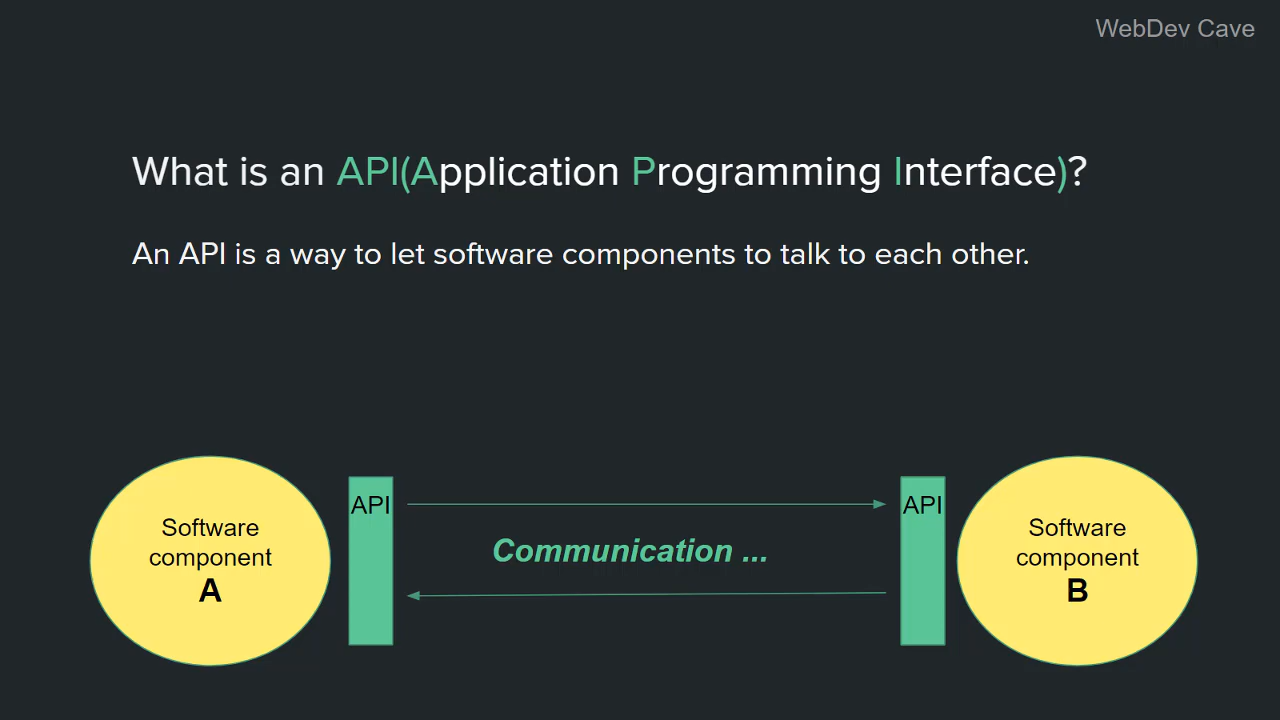 WebDev Cave
What is an API(Application Programming Interface)?
An API is a way to let software components to talk to each other.
Software
component
A
API
Communication ...
API
Software
component
B